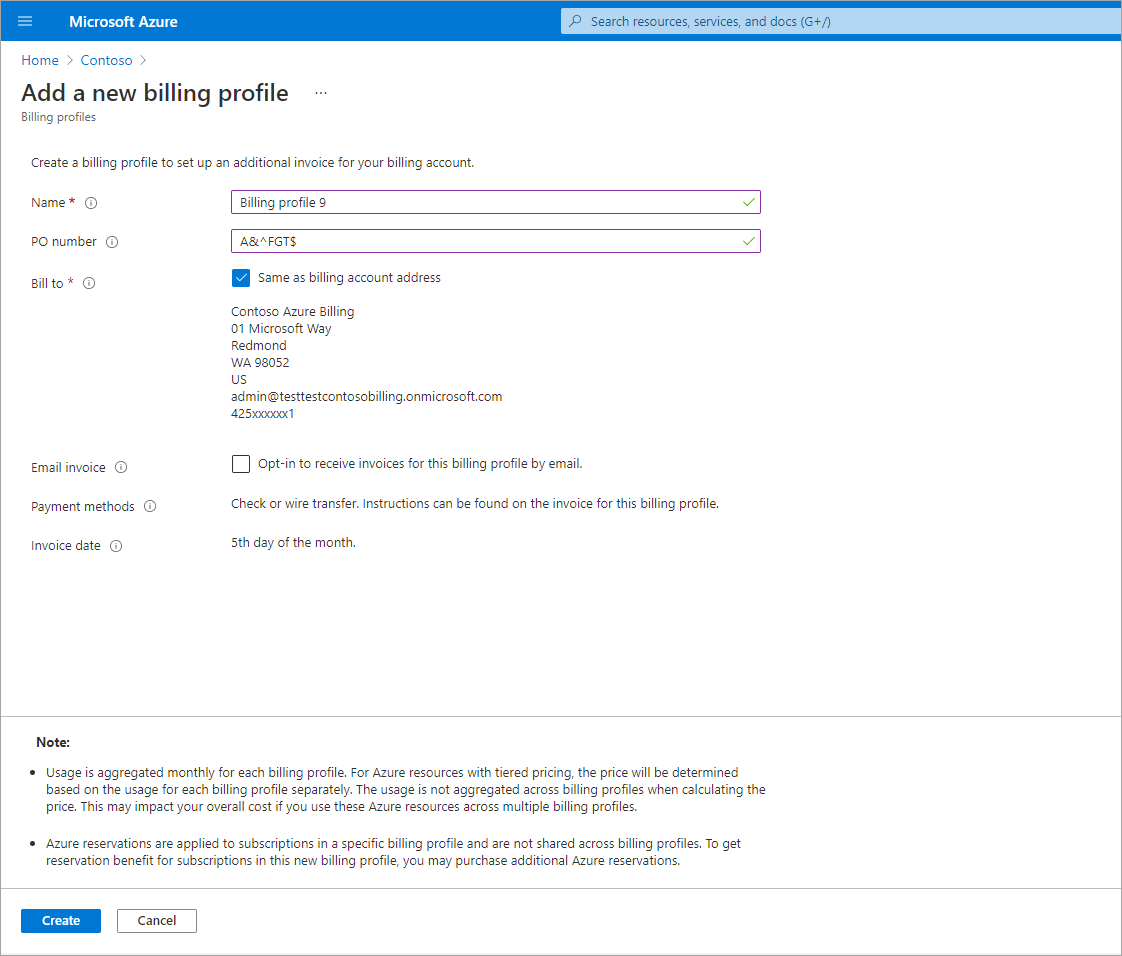 Microsoft Azure
Search resources, services, and docs (G+/)
Home > Contoso >
Add a new billing profile ...
Billing profiles
Create a billing profile to set up an additional invoice for your billing account.
Name *
Billing profile 9
PO number
A&^FGT$
Bill to *
Same as billing account address
Contoso Azure Billing
01 Microsoft Way
Redmond
WA 98052
US
admin@testtestcontosobilling.onmicrosoft.com
425xxxxxx1
Email invoice
Opt-in to receive invoices for this billing profile by email.
Payment methods
Check or wire transfer. Instructions can be found on the invoice for this billing profile.
Invoice date
5th day of the month.
Note:
• Usage is aggregated monthly for each billing profile. For Azure resources with tiered pricing, the price will be determined
based on the usage for each billing profile separately. The usage is not aggregated across billing profiles when calculating the
price. This may impact your overall cost if you use these Azure resources across multiple billing profiles.
• Azure reservations are applied to subscriptions in a specific billing profile and are not shared across billing profiles. To get
reservation benefit for subscriptions in this new billing profile, you may purchase additional Azure reservations.
Create
Cancel